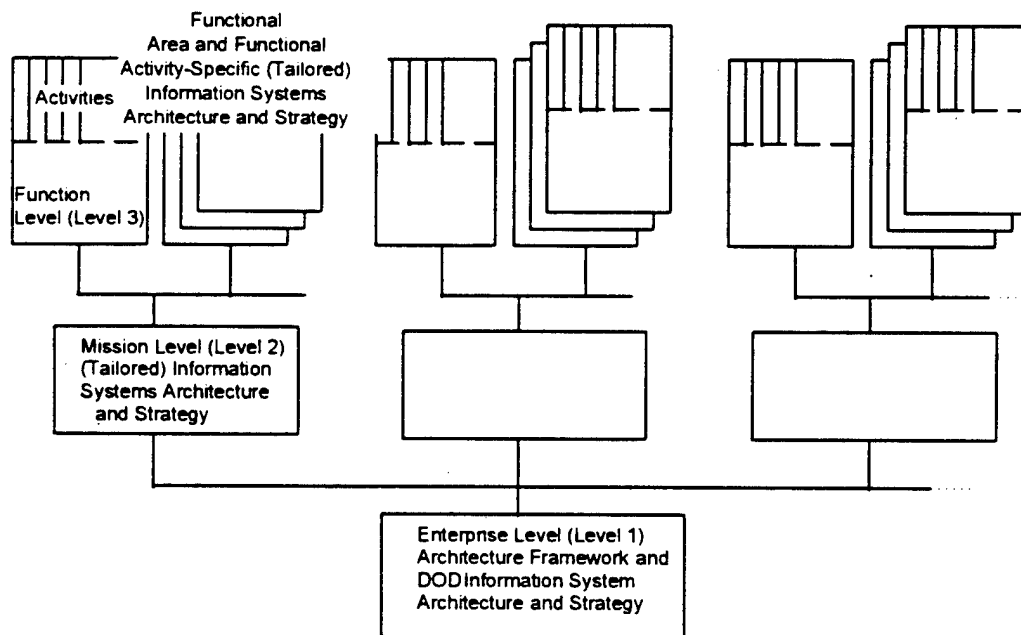 Functional
Area and Functional
Activity-Specific (Tailored)
Information Systems
Architecture and Strategy
Activities
Function
Level (Level 3)
Mission Level (Level 2)
(Tailored) Information
Systems Architecture
and Strategy
Enterprise Level (Level 1)
Architecture Framework and
DOD Information System
Architecture and Strategy